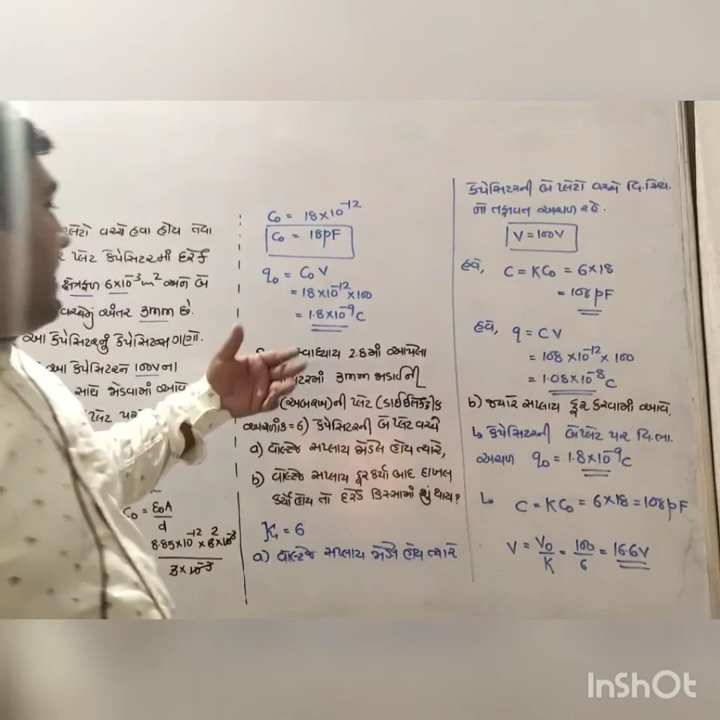 પ્લેટો વચ્ચે હવા હોય તેવા
પ્લેટ કેપેસિટરમાં દરેક
ક્ષેત્રફળ 6×10⁻³m² અને બે
વચ્ચેનું અંતર 3mm છે.
આ કેપેસિટરનું કેપેસિટન્સ ગણો.
આ કેપેસિટરને 100V ના
સાથે જોડવામાં આવે
પ્લેટ પર
C₀ = ε₀A
d
8.85×10⁻¹² × 6×10⁻³
3×10⁻³
C₀ = 18×10⁻¹²
C₀ = 18pF
q₀ = C₀V
= 18×10⁻¹²×100
= 1.8×10⁻⁹C
સ્વાધ્યાય 2.8માં આપેલા
3mm જાડાઈની
(અબરખ)ની પ્લેટ (ડાઇઇલેક્ટ્રીક
અચળાંક=6) કેપેસિટરની બે પ્લેટ વચ્ચે
a) વોલ્ટેજ સપ્લાય જોડેલ હોય ત્યારે,
b) વોલ્ટેજ સપ્લાય દૂર કર્યા બાદ દાખલ
કર્યો હોય તો દરેક કિસ્સામાં શું થાય?
K = 6
a) વોલ્ટેજ સપ્લાય જોડેલ હોય ત્યારે
કેપેસિટરની બે પ્લેટો વચ્ચે વિ.સ્થિ.
નો તફાવત અચળ રહે.
V = 100V
હવે, C = KC₀ = 6×18
= 108pF
હવે, q = CV
= 108×10⁻¹²×100
= 1.08×10⁻⁸C
b) જ્યારે સપ્લાય દૂર કરવામાં આવે.
↳ કેપેસિટરની બે પ્લેટ પર વિ.ભા.
અચળ q₀ = 1.8×10⁻⁹C
↳ C = KC₀ = 6×18 = 108pF
V = V₀/K = 100/6 = 16.6V
InShOt